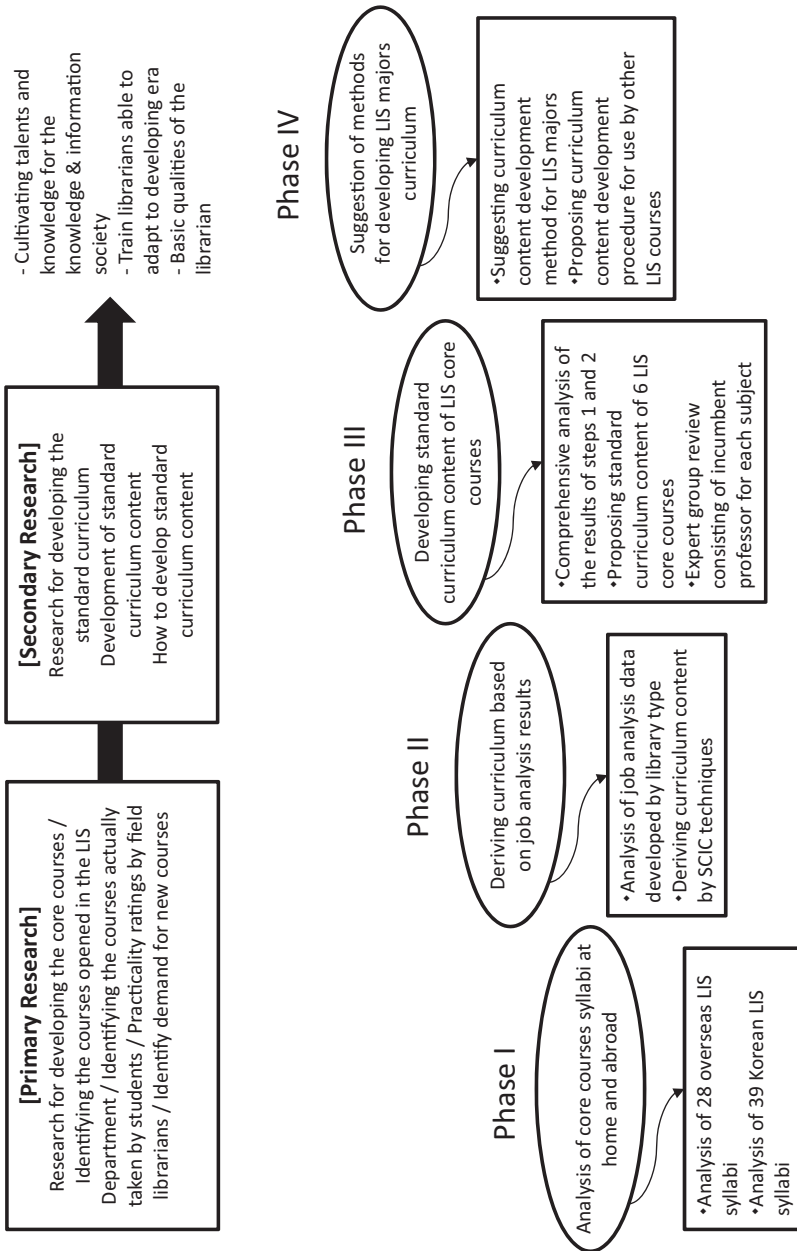 [Primary Research]
Research for developing the core courses /
Identifying the courses opened in the LIS
Department / Identifying the courses actually
taken by students / Practicality ratings by field
librarians / Identify demand for new courses
[Secondary Research]
Research for developing the
standard curriculum
Development of standard
curriculum content
How to develop standard
curriculum content
- Cultivating talents and
knowledge for the
knowledge & information
society
- Train librarians able to
adapt to developing era
- Basic qualities of the
librarian
Phase I
Analysis of core courses syllabi at
home and abroad
•Analysis of 28 overseas LIS
syllabi
•Analysis of 39 Korean LIS
syllabi
Phase II
Deriving curriculum based
on job analysis results
•Analysis of job analysis data
developed by library type
•Deriving curriculum content
by SCIC techniques
Phase III
Developing standard
curriculum content of LIS core
courses
•Comprehensive analysis of
the results of steps 1 and 2
•Proposing standard
curriculum content of 6 LIS
core courses
•Expert group review
consisting of incumbent
professor for each subject
Phase IV
Suggestion of methods
for developing LIS majors
curriculum
•Suggesting curriculum
content development
method for LIS majors
•Proposing curriculum
content development
procedure for use by other
LIS courses